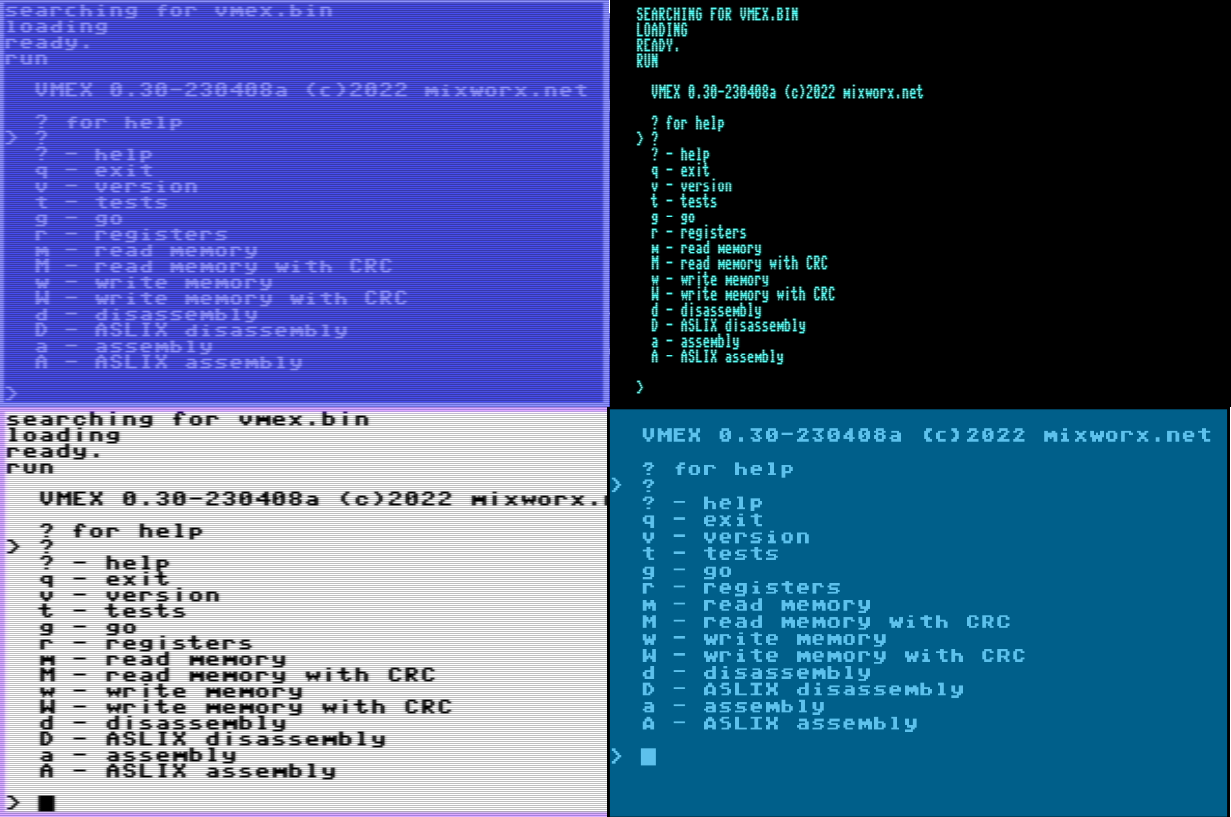 searching for vmex.bin
loading
ready.
run
VMEX 0.30-230408a (c)2022 mixworx.net
? for help
> ?
? - help
q - exit
v - version
t - tests
g - go
r - registers
m - read memory
M - read memory with CRC
w - write memory
W - write memory with CRC
d - disassembly
D - ASLIX disassembly
a - assembly
A - ASLIX assembly
>
SEARCHING FOR VMEX.BIN
LOADING
READY.
RUN
VMEX 0.30-230408a (c)2022 mixworx.net
? for help
> ?
? - help
q - exit
v - version
t - tests
g - go
r - registers
m - read memory
M - read memory with CRC
w - write memory
W - write memory with CRC
d - disassembly
D - ASLIX disassembly
a - assembly
A - ASLIX assembly
>
searching for vmex.bin
loading
ready.
run
VMEX 0.30-230408a (c)2022 mixworx.
? for help
> ?
? - help
q - exit
v - version
t - tests
g - go
r - registers
m - read memory
M - read memory with CRC
w - write memory
W - write memory with CRC
d - disassembly
D - ASLIX disassembly
a - assembly
A - ASLIX assembly
>
VMEX 0.30-230408a (c)2022 mixworx.net
? for help
> ?
? - help
q - exit
v - version
t - tests
g - go
r - registers
m - read memory
M - read memory with CRC
w - write memory
W - write memory with CRC
d - disassembly
D - ASLIX disassembly
a - assembly
A - ASLIX assembly
>